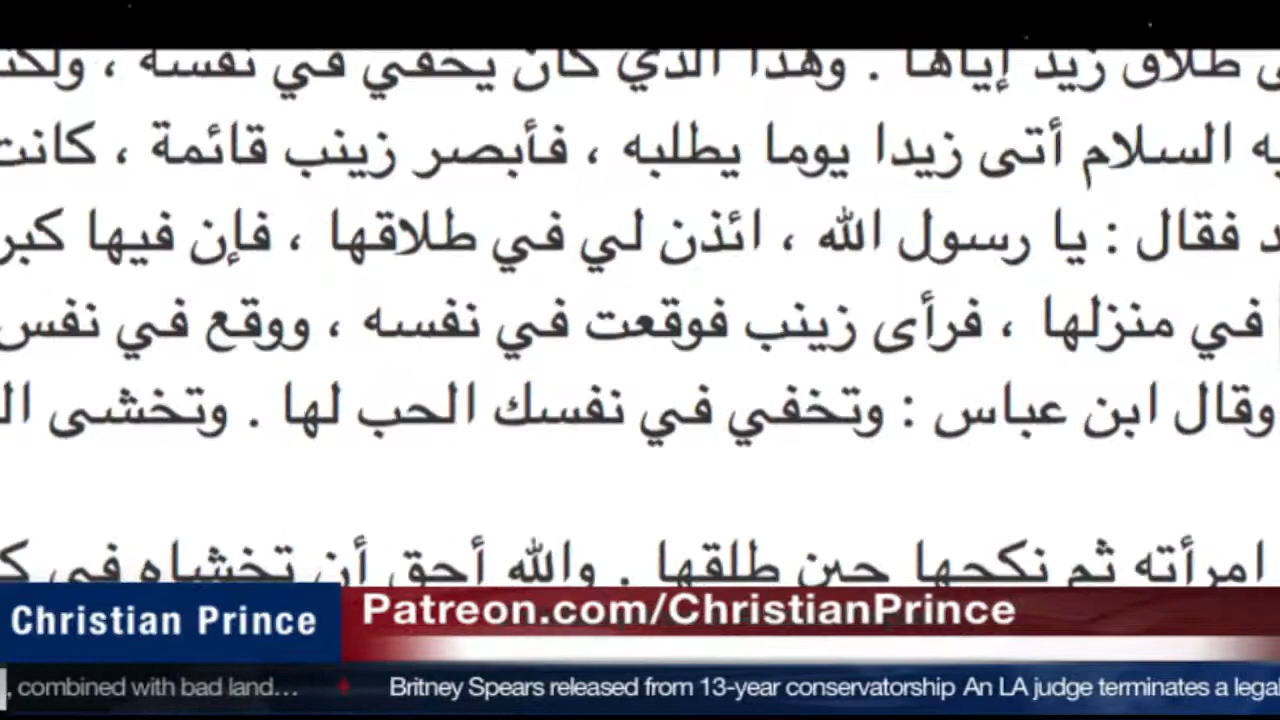 طلاق زيد إياها . وهذا الذي كان يخفي في نفسه ،
السلام أتى زيدا يوما يطلبه ، فأبصر زينب قائمة ، كانت
فقال : يا رسول الله ، ائذن لي في طلاقها ، فإن فيها كبر
في منزلها ، فرأى زينب فوقعت في نفسه ، ووقع في نفس
وقال ابن عباس : وتخفي في نفسك الحب لها . وتخشى
امرأته ثم نكحها حين طلقها . والله أحق أن تخشاه في
Christian Prince
Patreon.com/ChristianPrince
, combined with bad land... Britney Spears released from 13-year conservatorship An LA judge terminates a legal